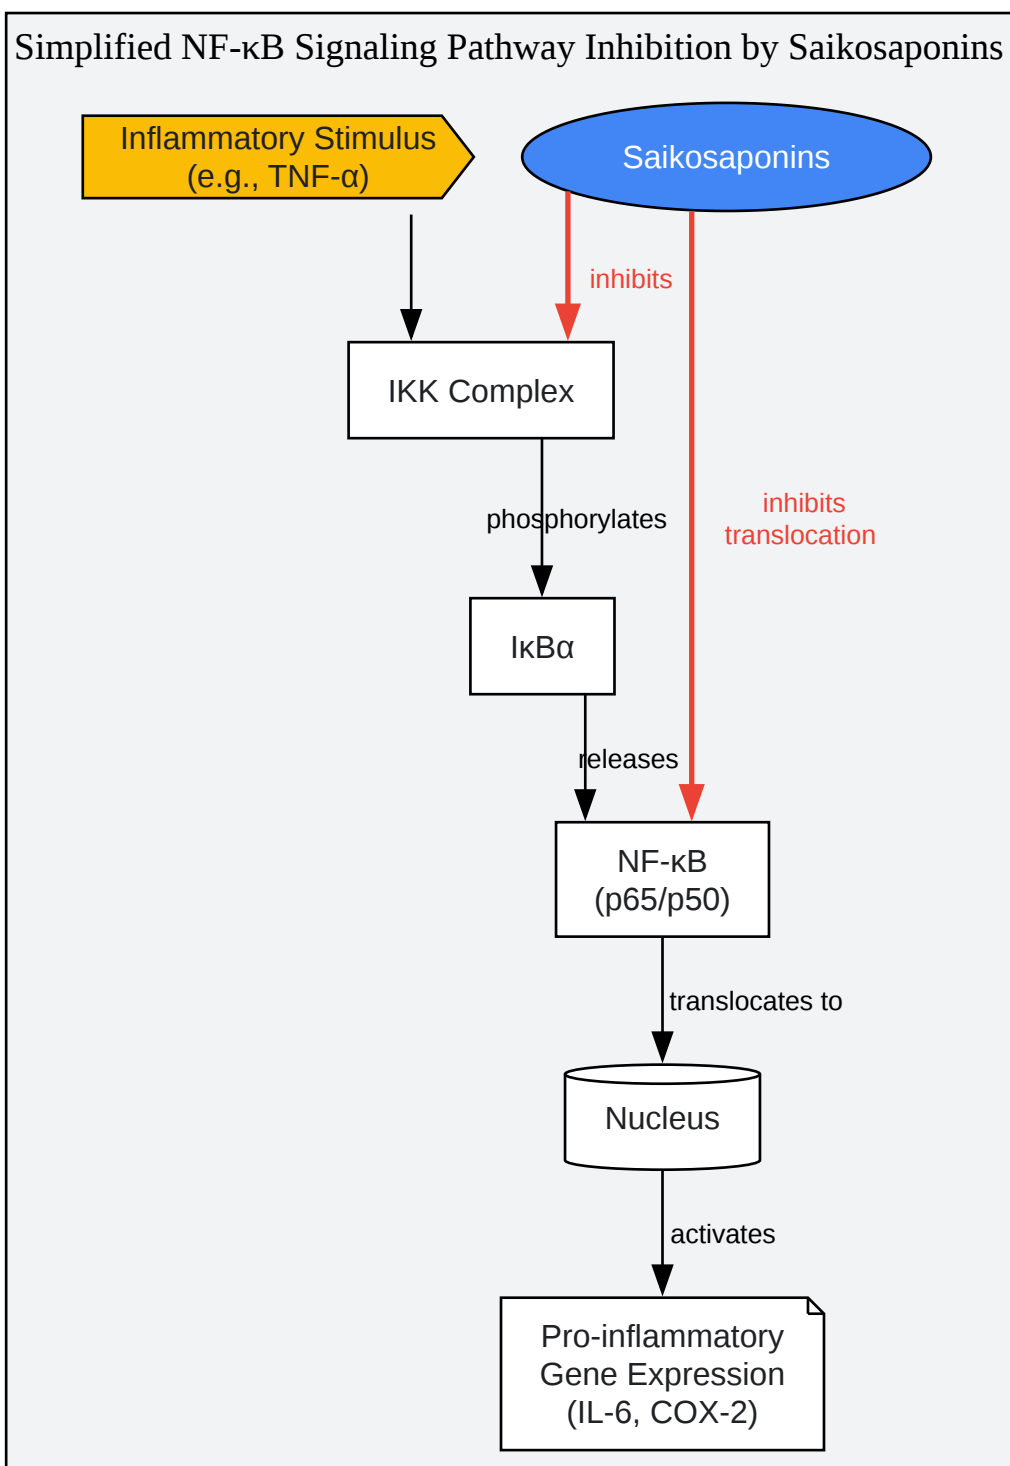 Simplified NF-κB Signaling Pathway Inhibition by Saikosaponins
Inflammatory Stimulus
(e.g., TNF-α)
Saikosaponins
inhibits
IKK Complex
phosphorylates
inhibits
translocation
IκBα
releases
NF-κB
(p65/p50)
translocates to
Nucleus
activates
Pro-inflammatory
Gene Expression
(IL-6, COX-2)